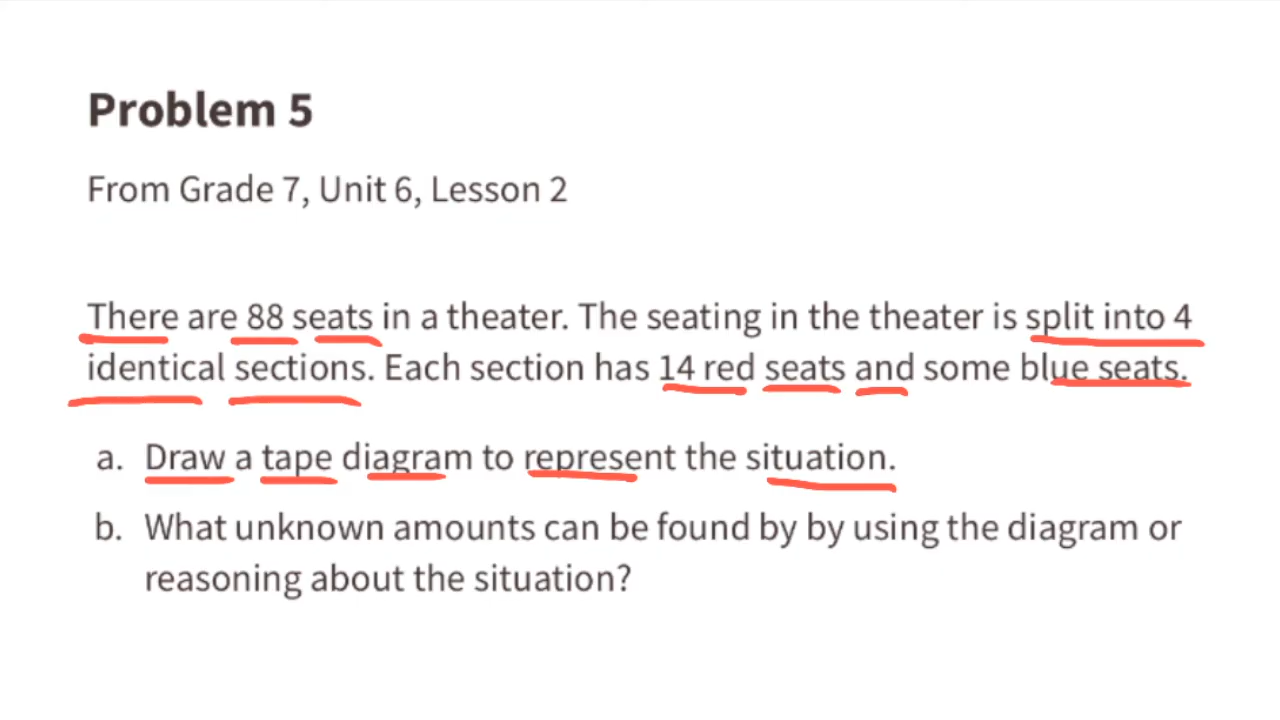 Problem 5
From Grade 7, Unit 6, Lesson 2
There are 88 seats in a theater. The seating in the theater is split into 4
identical sections. Each section has 14 red seats and some blue seats.
a. Draw a tape diagram to represent the situation.
b. What unknown amounts can be found by by using the diagram or
reasoning about the situation?